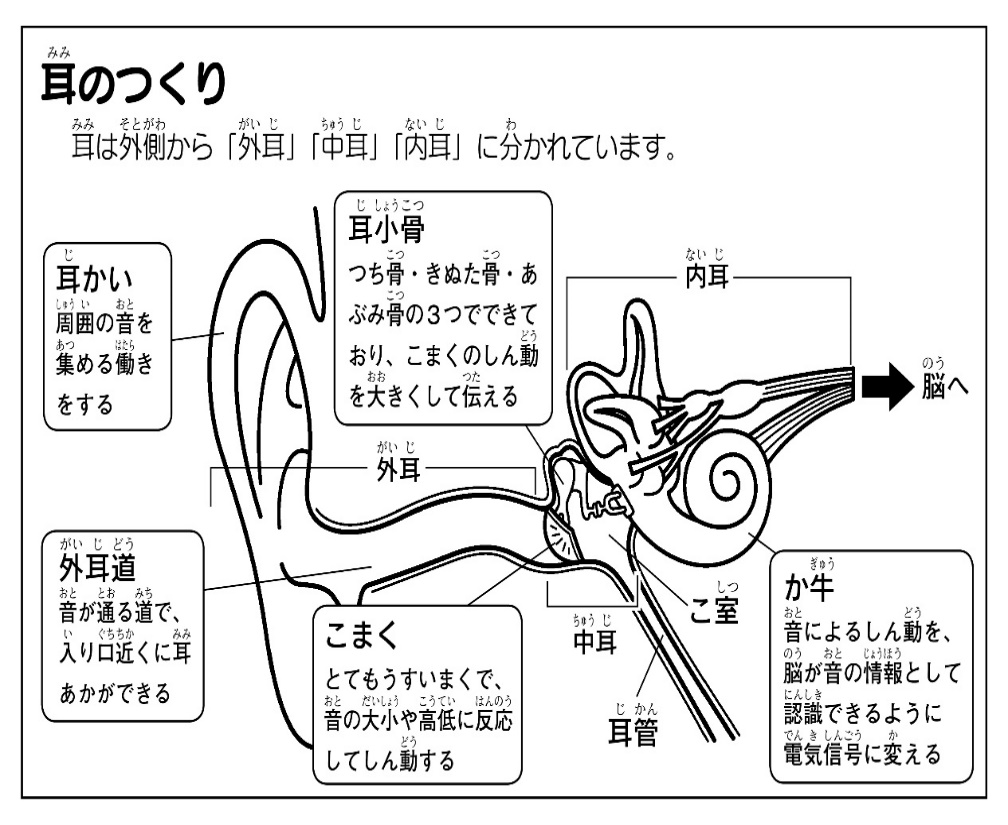 耳のつくり
耳は外側から「外耳」「中耳」「内耳」に分かれています。
耳かい
周囲の音を
集める働き
をする
耳小骨
つち骨・きぬた骨・あ
ぶみ骨の3つでできて
おり、こまくのしん動
を大きくして伝える
内耳
脳へ
外耳
外耳道
音が通る道で、
入り口近くに耳
あかができる
こまく
とてもうすいまくで、
音の大小や高低に反応
してしん動する
中耳
こ室
耳管
か牛
音によるしん動を、
脳が音の情報として
認識できるように
電気信号に変える